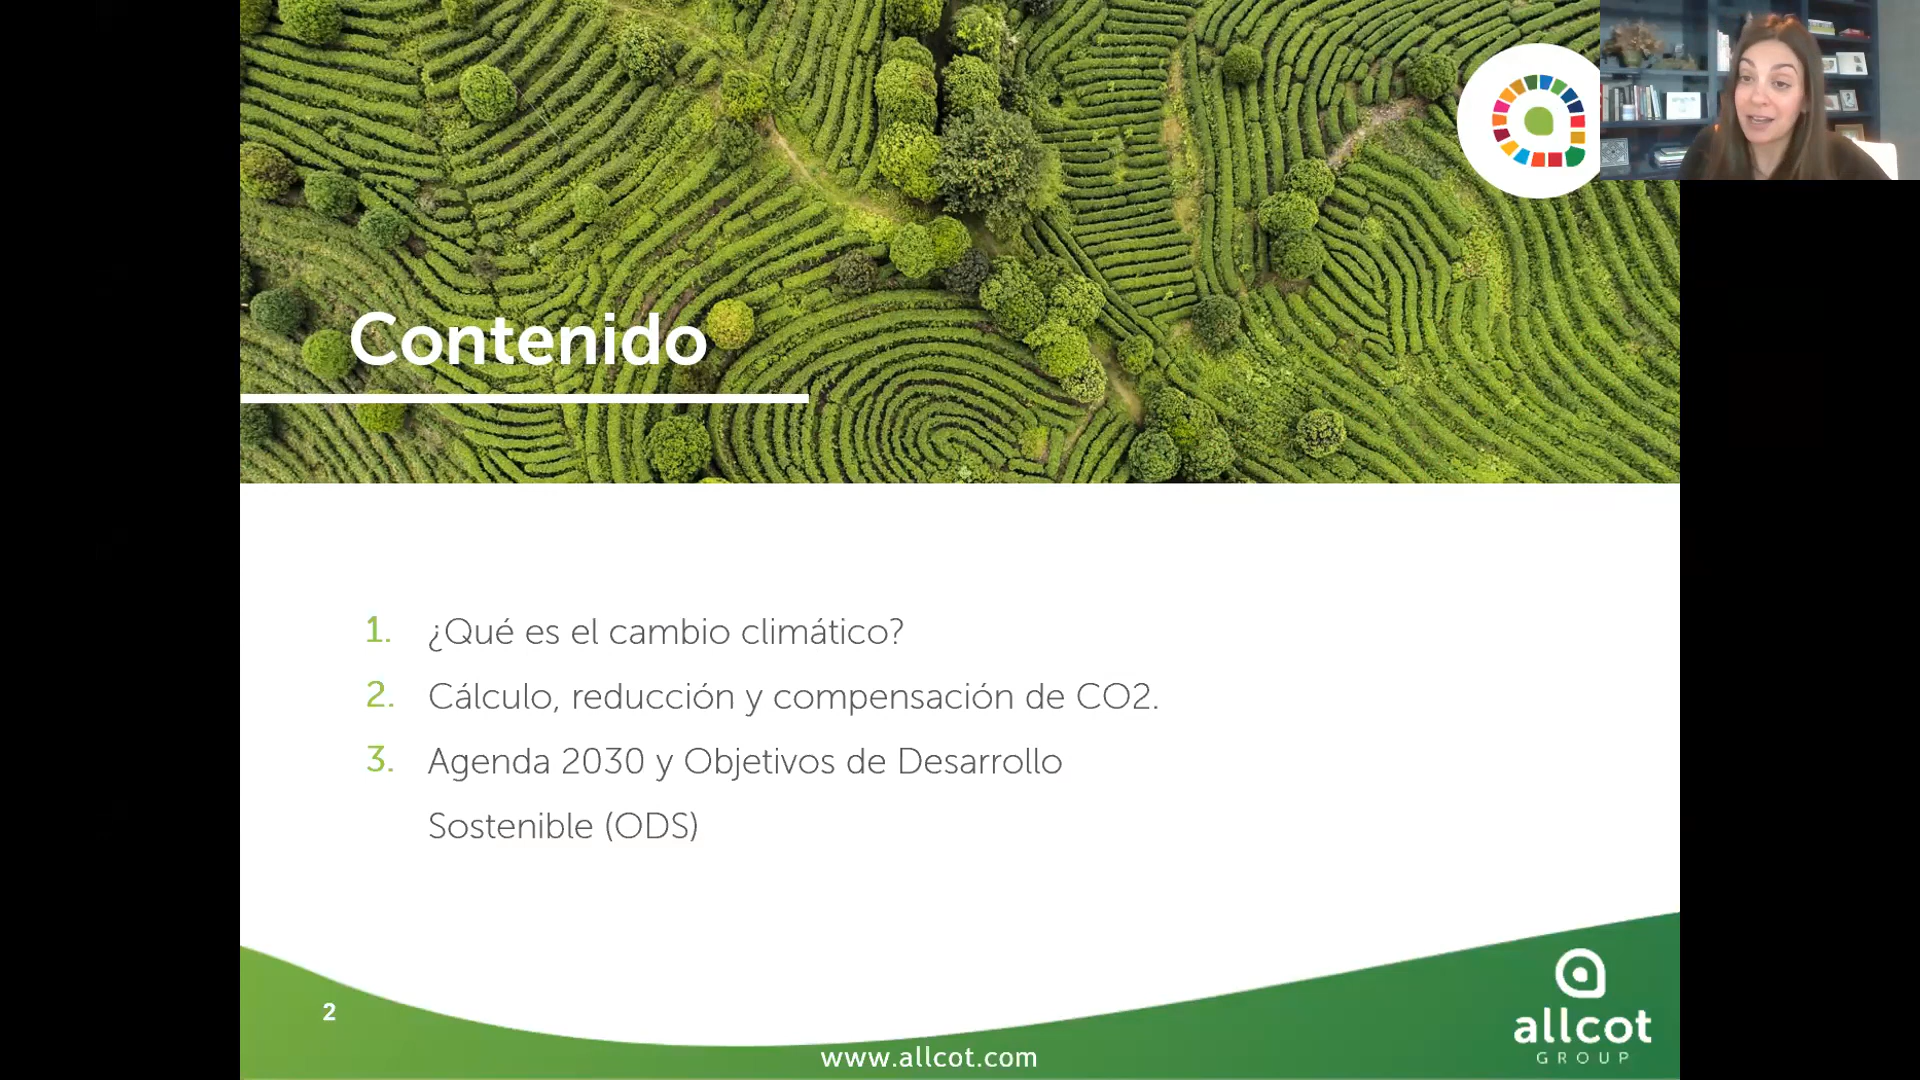 Contenido
1. ¿Qué es el cambio climático?
2. Cálculo, reducción y compensación de CO2.
3. Agenda 2030 y Objetivos de Desarrollo
Sostenible (ODS)
2
www.allcot.com
allcot
GROUP